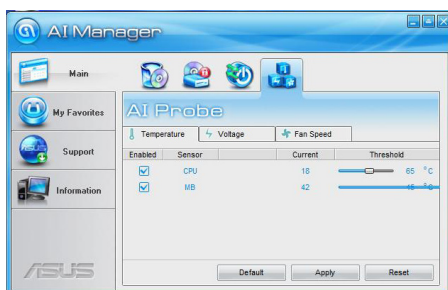 AI Manager
Main
My Favorites
Support
Information
AI Probe
Temperature Voltage Fan Speed
Enabled Sensor Current Threshold
CPU 18 65 °C
MB 42 45 °C
Default Apply Reset
ASUS